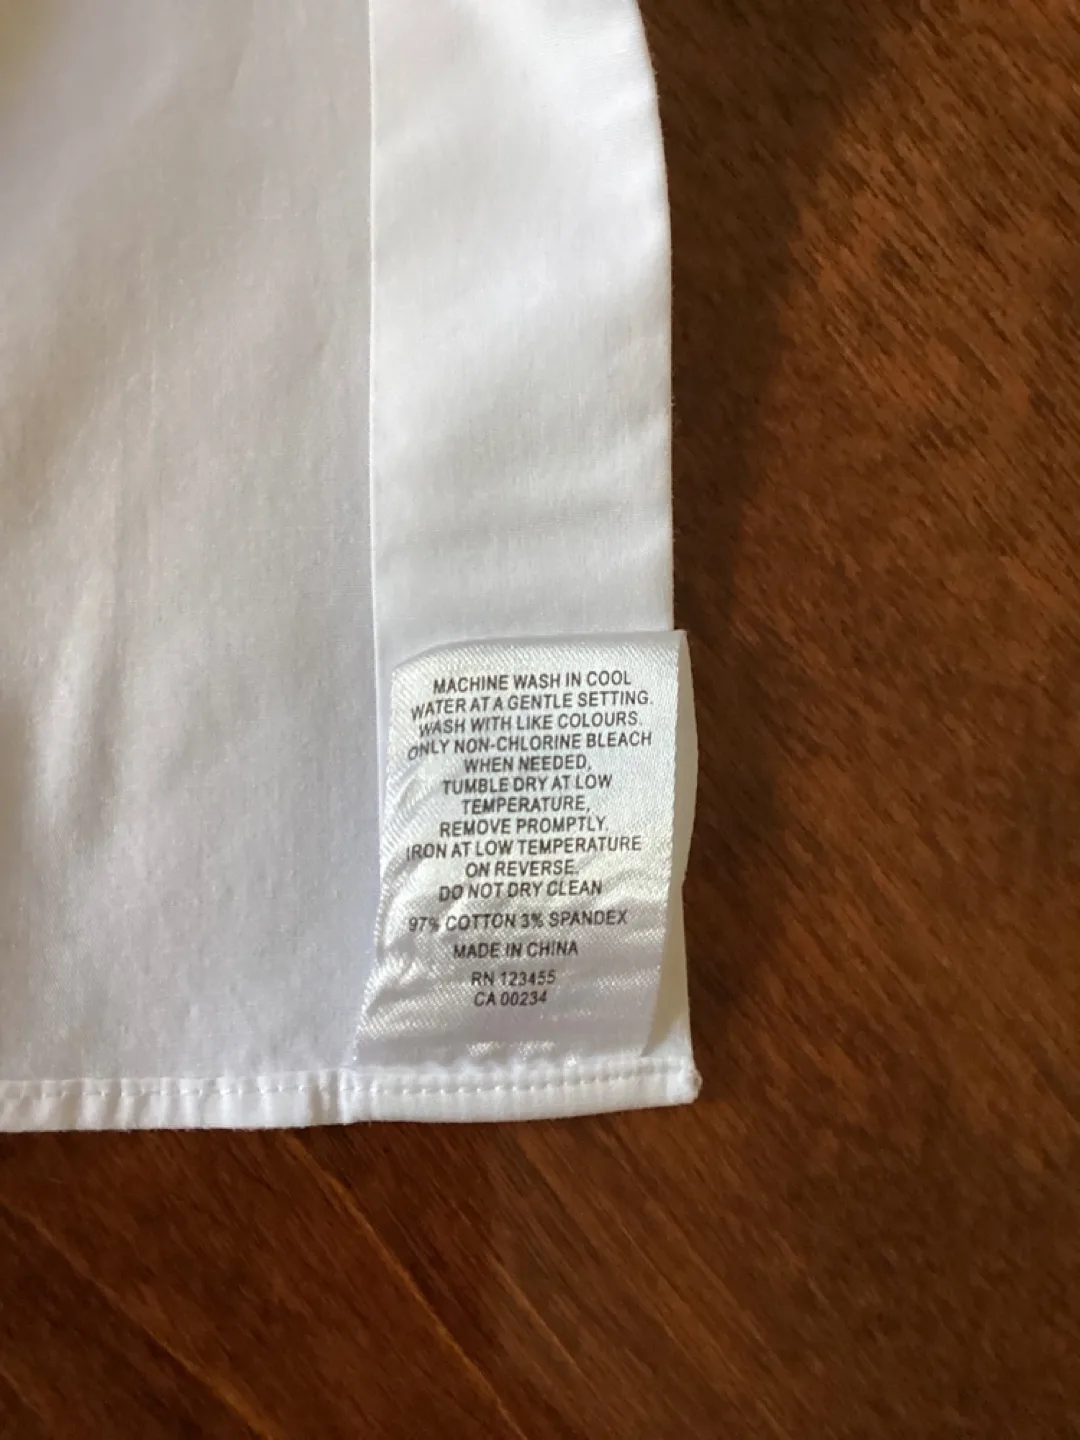 MACHINE WASH IN COOL
WATER AT A GENTLE SETTING.
WASH WITH LIKE COLOURS.
ONLY NON-CHLORINE BLEACH
WHEN NEEDED,
TUMBLE DRY AT LOW
TEMPERATURE,
REMOVE PROMPTLY.
IRON AT LOW TEMPERATURE
ON REVERSE.
DO NOT DRY CLEAN
97% COTTON 3% SPANDEX
MADE IN CHINA
RN 123455
CA 00234